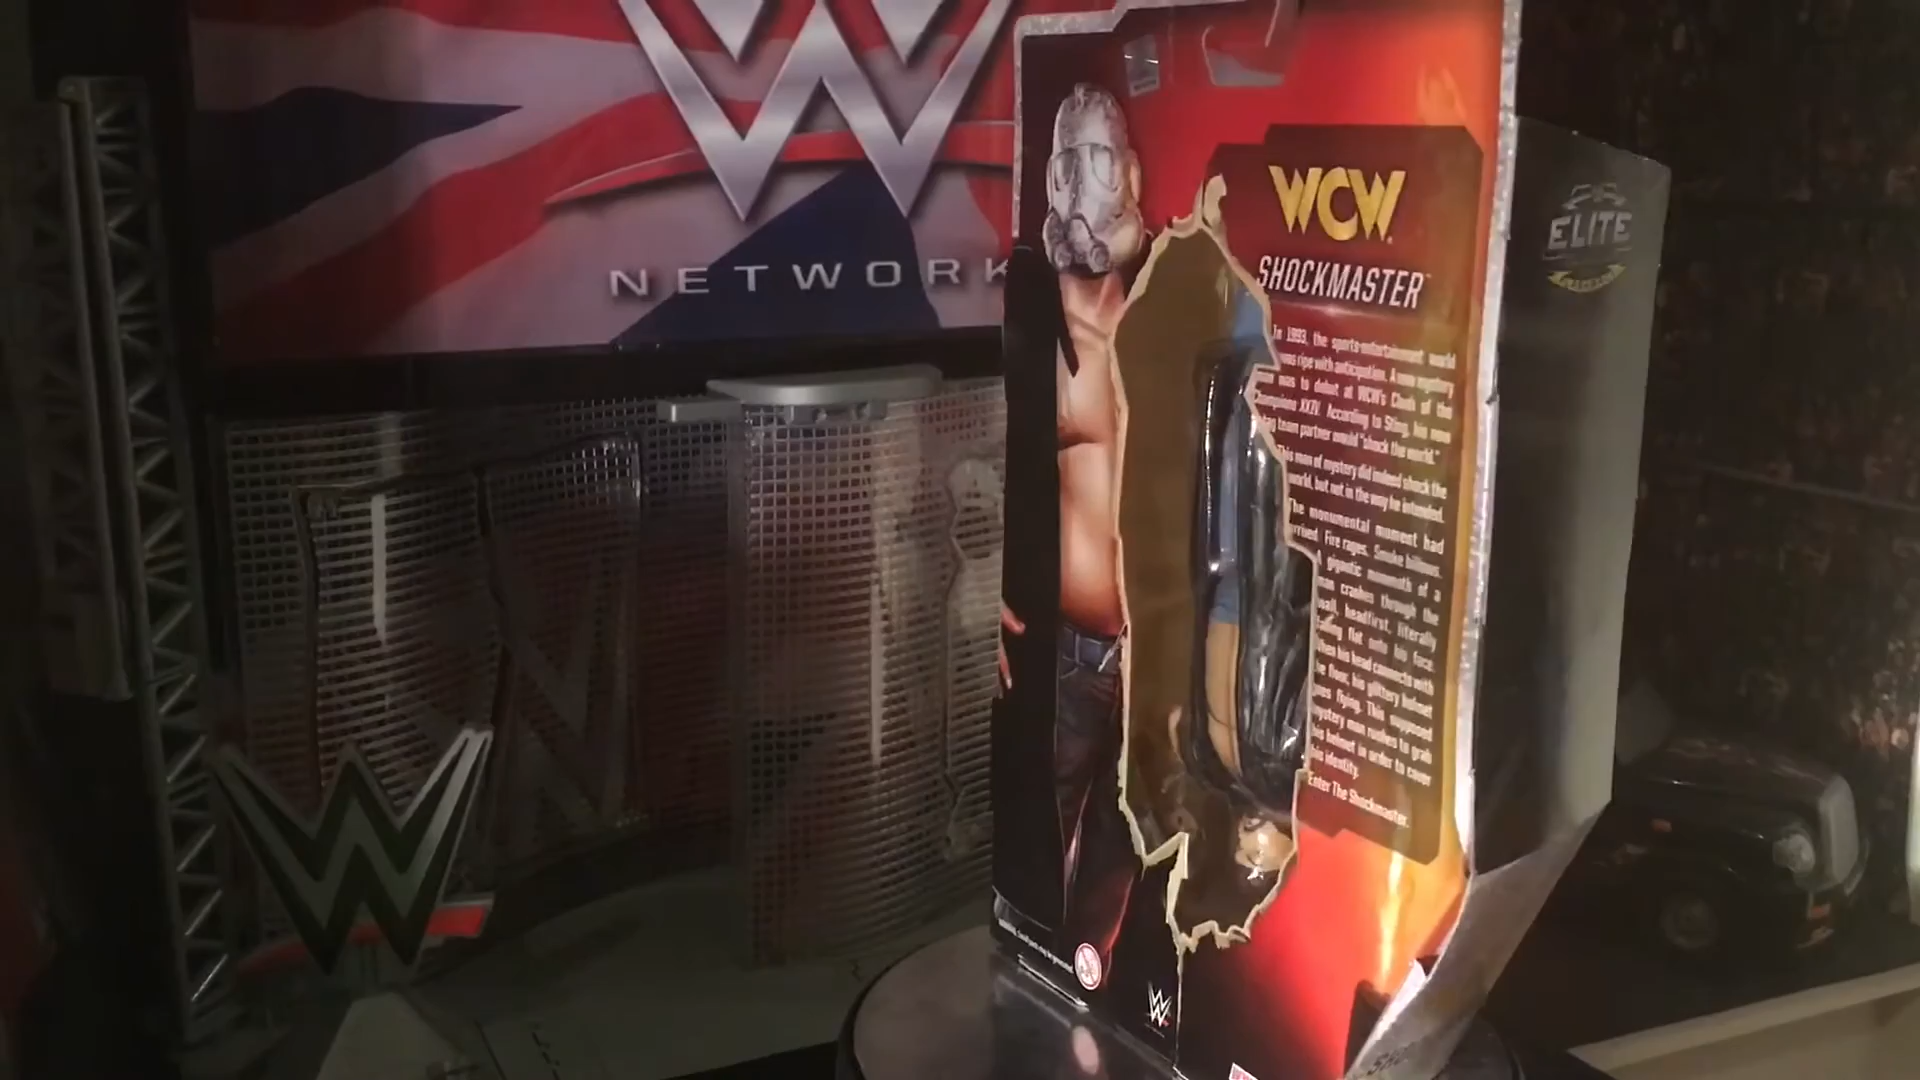 NETWORK
WCW
SHOCKMASTER
ELITE
In 1993, the sports-entertainment world
was ripe with anticipation. A new mystery
man was to debut at WCW's Clash of the
Champions XXIV. According to Sting, his new
tag team partner would "shock the world."
This man of mystery did indeed shock the
world, but not in the way he intended.
The monumental moment had
arrived. Fire rages. Smoke billows.
A gigantic mammoth of a
man crashes through the
wall, headfirst, literally
falling flat onto his face.
When his head connects with
the floor, his glittery helmet
goes flying. This supposed
mystery man rushes to grab
his helmet in order to cover
his identity.
Enter The Shockmaster.